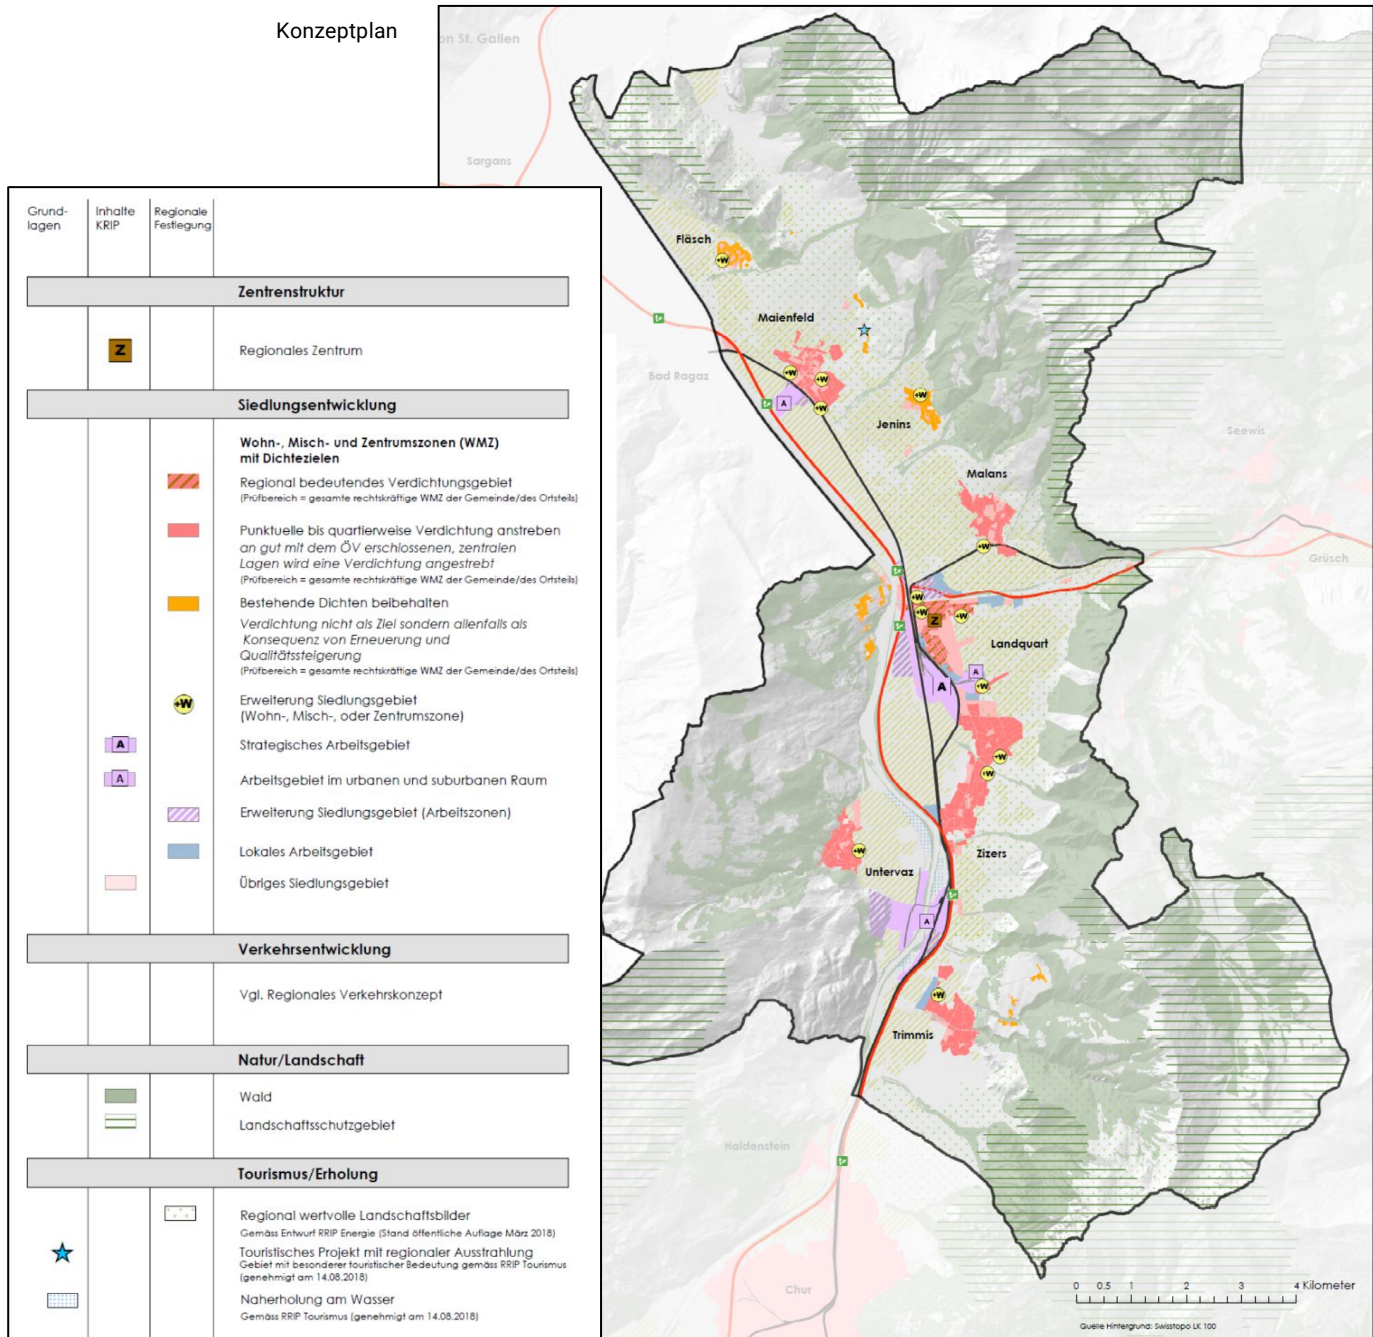 Konzeptplan
Grund-
lagen
Inhalte
KRIP
Regionale
Festlegung
Zentrenstruktur
Z
Regionales Zentrum
Siedlungsentwicklung
Wohn-, Misch- und Zentrumszonen (WMZ)
mit Dichtezielen
Regional bedeutendes Verdichtungsgebiet
(Prüfbereich = gesamte rechtskräftige WMZ der Gemeinde/des Ortsteils)
Punktuelle bis quartierweise Verdichtung anstreben
an gut mit dem ÖV erschlossenen, zentralen
Lagen wird eine Verdichtung angestrebt
(Prüfbereich = gesamte rechtskräftige WMZ der Gemeinde/des Ortsteils)
Bestehende Dichten beibehalten
Verdichtung nicht als Ziel sondern allenfalls als
Konsequenz von Erneuerung und
Qualitätssteigerung
(Prüfbereich = gesamte rechtskräftige WMZ der Gemeinde/des Ortsteils)
+W
Erweiterung Siedlungsgebiet
(Wohn-, Misch-, oder Zentrumszone)
A
Strategisches Arbeitsgebiet
A
Arbeitsgebiet im urbanen und suburbanen Raum
Erweiterung Siedlungsgebiet (Arbeitszonen)
Lokales Arbeitsgebiet
Übriges Siedlungsgebiet
Verkehrsentwicklung
Vgl. Regionales Verkehrskonzept
Natur/Landschaft
Wald
Landschaftsschutzgebiet
Tourismus/Erholung
Regional wertvolle Landschaftsbilder
Gemäss Entwurf RRIP Energie (Stand öffentliche Auflage März 2018)
Touristisches Projekt mit regionaler Ausstrahlung
Gebiet mit besonderer touristischer Bedeutung gemäss RRIP Tourismus
(genehmigt am 14.08.2018)
Naherholung am Wasser
Gemäss RRIP Tourismus (genehmigt am 14.08.2018)
on St. Gallen
Sargans
Fläsch
+W
Maienfeld
Bad Ragaz
+W
+W
+W
A
+W
Jenins
Seewis
Malans
+W
Grüsch
+W
+W
+W
Z
Landquart
A
A
+W
+W
+W
+W
Zizers
Untervaz
A
+W
Trimmis
Haldenstein
Chur
0 0.5 1 2 3 4 Kilometer
Quelle Hintergrund: Swisstopo LK 100